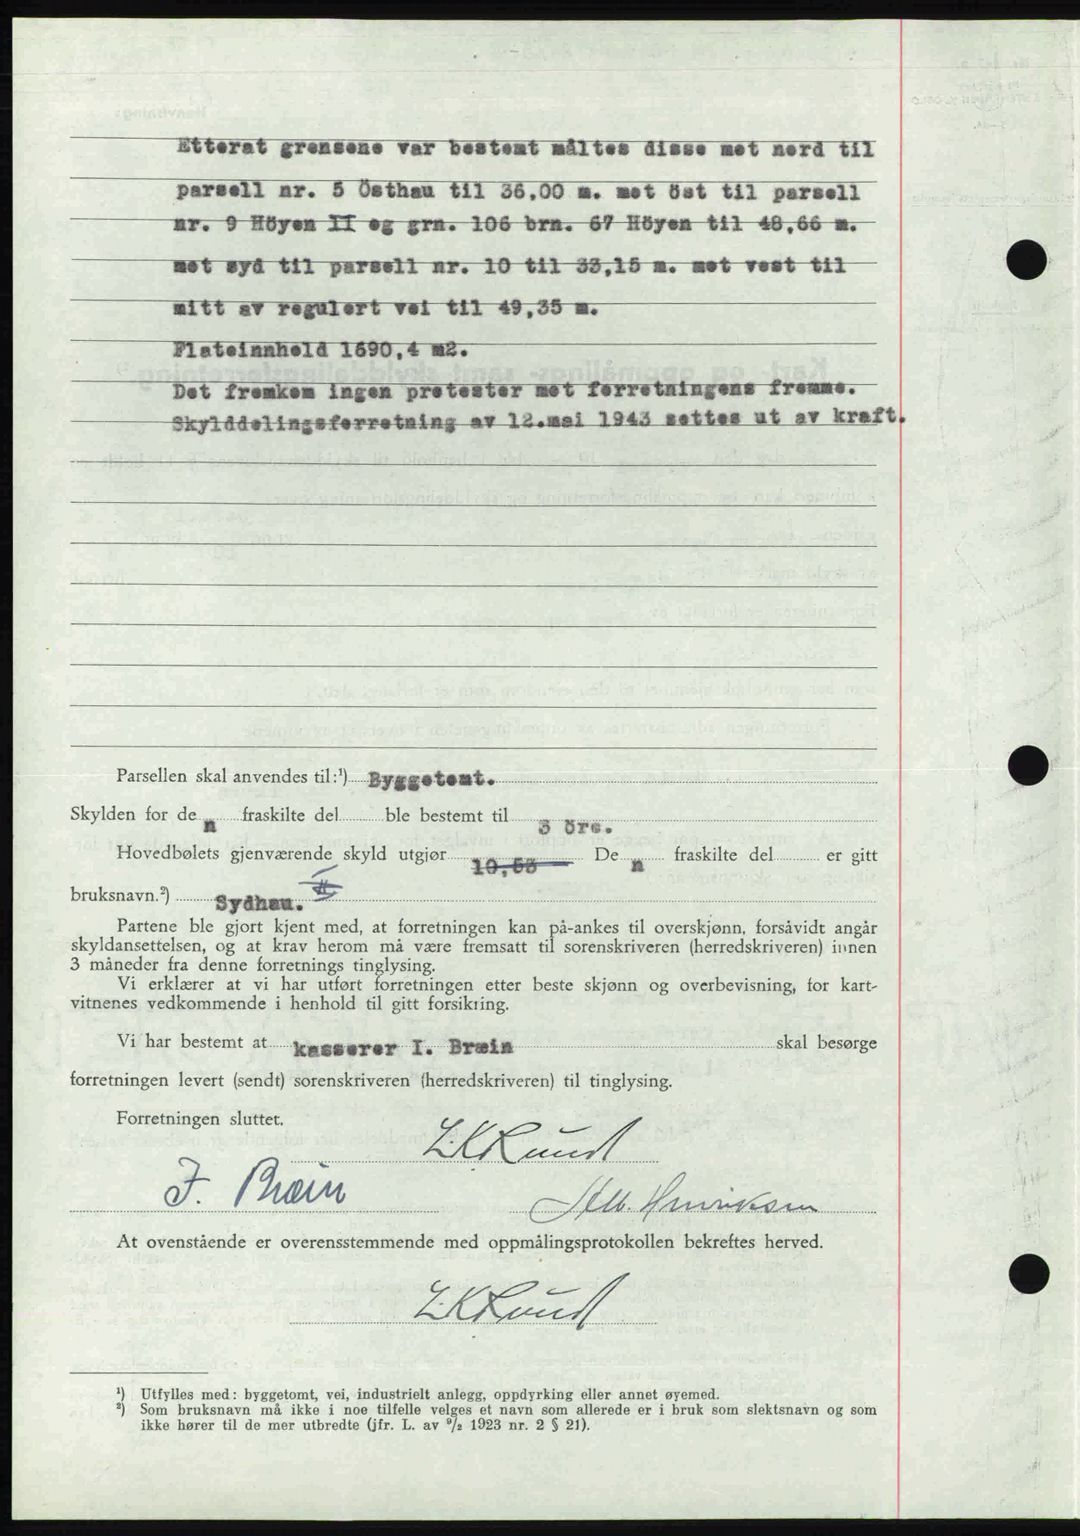 Etterat grensene var bestemt måltes disse mot nord til
parsell nr. 5 Östhau til 36,00 m. mot öst til parsell
nr. 9 Höyen II og grn. 106 brn. 67 Höyen til 48,66 m.
mot syd til parsell nr. 10 til 33,15 m. mot vest til
mitt av regulert vei til 49,35 m.
Flateinnhold 1690,4 m2.
Det fremkom ingen protester mot forretningens fremme.
Skylddelingsforretning av 12.mai 1943 settes ut av kraft.
Parsellen skal anvendes til:¹) Byggetomt.
Skylden for de n fraskilte del ble bestemt til 3 öre.
Hovedbølets gjenværende skyld utgjør 10,53 De n fraskilte del er gitt
bruksnavn.²) Sydhau. II
Partene ble gjort kjent med, at forretningen kan på-ankes til overskjønn, forsåvidt angår
skyldansettelsen, og at krav herom må være fremsatt til sorenskriveren (herredskriveren) innen
3 måneder fra denne forretnings tinglysing.
Vi erklærer at vi har utført forretningen etter beste skjønn og overbevisning, for kart-
vitnenes vedkommende i henhold til gitt forsikring.
Vi har bestemt at kasserer I. Bræin skal besørge
forretningen levert (sendt) sorenskriveren (herredskriveren) til tinglysing.
Forretningen sluttet.
I. Bræin
Alb. Henriksen
At ovenstående er overensstemmende med oppmålingsprotokollen bekreftes herved.
¹) Utfylles med: byggetomt, vei, industrielt anlegg, oppdyrking eller annet øyemed.
²) Som bruksnavn må ikke i noe tilfelle velges et navn som allerede er i bruk som slektsnavn og som
ikke hører til de mer utbredte (jfr. L. av 9/2 1923 nr. 2 § 21).